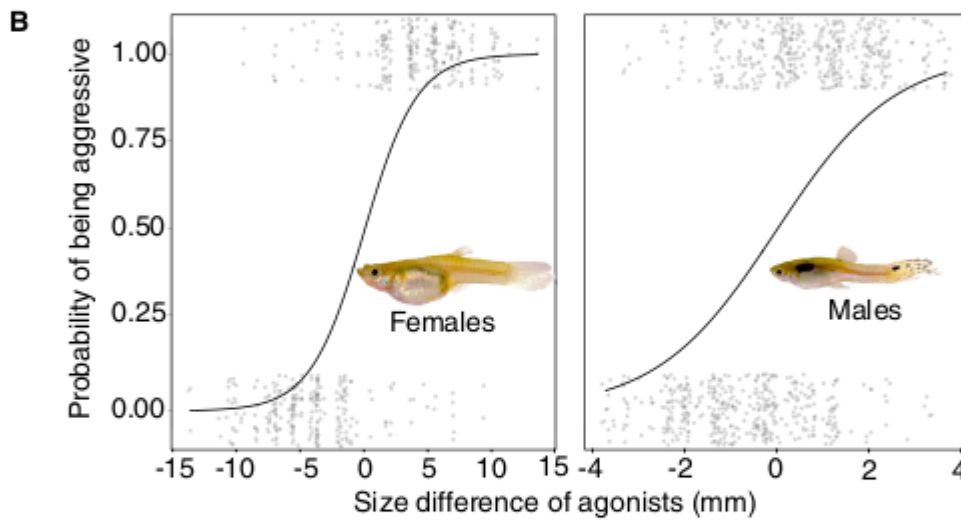 B
Probability of being aggressive
1.00
0.75
0.50
0.25
0.00
Females
Males
-15 -10 -5 0 5 10 15
-4 -2 0 2 4
Size difference of agonists (mm)